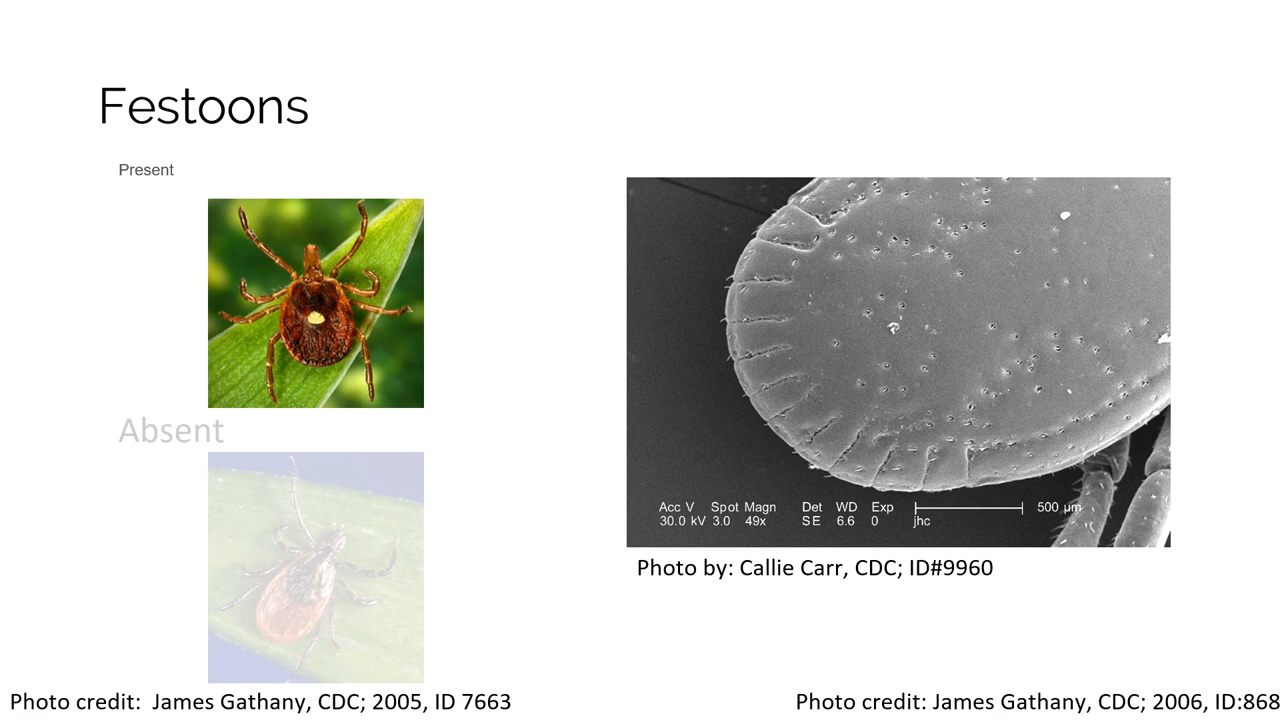 Festoons
Present
Absent
Acc V Spot Magn Det WD Exp 500 µm
30.0 kV 3.0 49x SE 6.6 0 jhc
Photo by: Callie Carr, CDC; ID#9960
Photo credit: James Gathany, CDC; 2005, ID 7663
Photo credit: James Gathany, CDC; 2006, ID:868